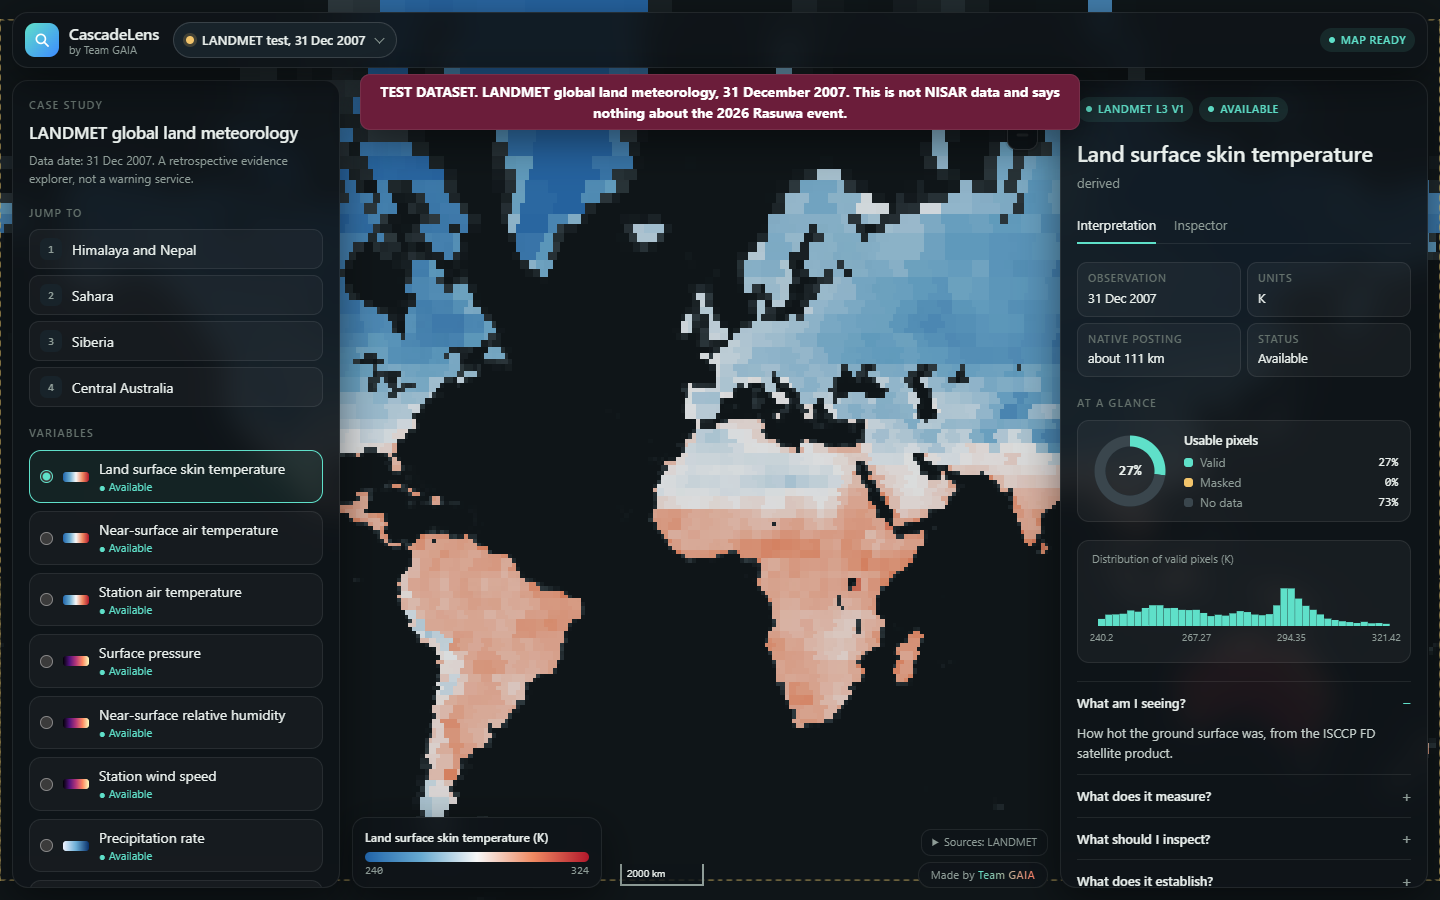 CascadeLens
by Team GAIA
LANDMET test, 31 Dec 2007
MAP READY
TEST DATASET. LANDMET global land meteorology, 31 December 2007. This is not NISAR data and says
nothing about the 2026 Rasuwa event.
CASE STUDY
LANDMET global land meteorology
Data date: 31 Dec 2007. A retrospective evidence
explorer, not a warning service.
JUMP TO
1 Himalaya and Nepal
2 Sahara
3 Siberia
4 Central Australia
VARIABLES
Land surface skin temperature
Available
Near-surface air temperature
Available
Station air temperature
Available
Surface pressure
Available
Near-surface relative humidity
Available
Station wind speed
Available
Precipitation rate
Available
Land surface skin temperature (K)
240 324
2000 km
Sources: LANDMET
Made by Team GAIA
LANDMET L3 V1 AVAILABLE
Land surface skin temperature
derived
Interpretation Inspector
OBSERVATION
31 Dec 2007
UNITS
K
NATIVE POSTING
about 111 km
STATUS
Available
AT A GLANCE
27%
Usable pixels
Valid 27%
Masked 0%
No data 73%
Distribution of valid pixels (K)
240.2 267.27 294.35 321.42
What am I seeing? −
How hot the ground surface was, from the ISCCP FD
satellite product.
What does it measure? +
What should I inspect? +
What does it establish? +